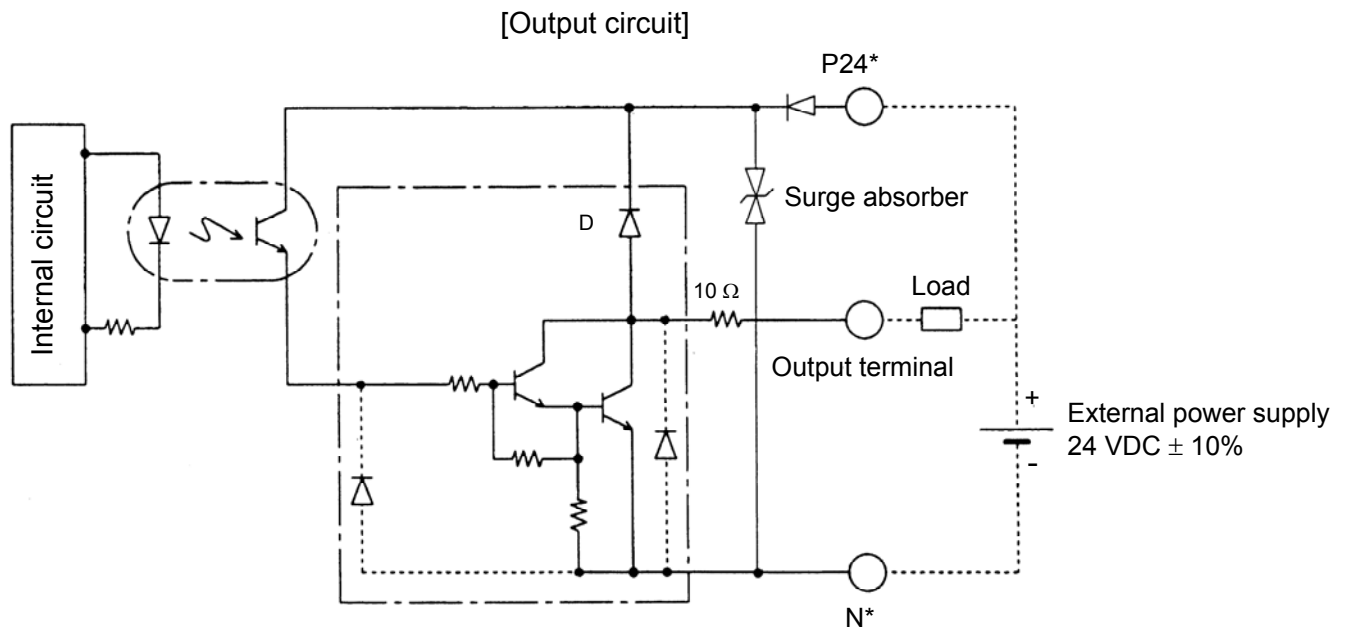 [Output circuit]
P24*
Internal circuit
Surge absorber
D
10 Ω
Load
Output terminal
+
External power supply
24 VDC ± 10%
-
N*